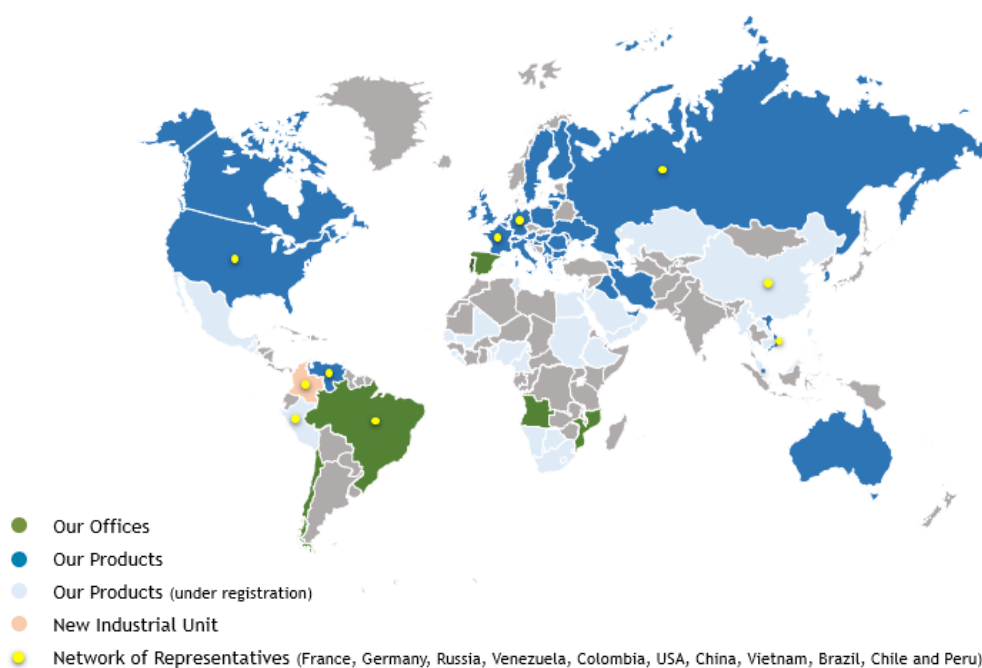 Our Offices
Our Products
Our Products (under registration)
New Industrial Unit
Network of Representatives (France, Germany, Russia, Venezuela, Colombia, USA, China, Vietnam, Brazil, Chile and Peru)